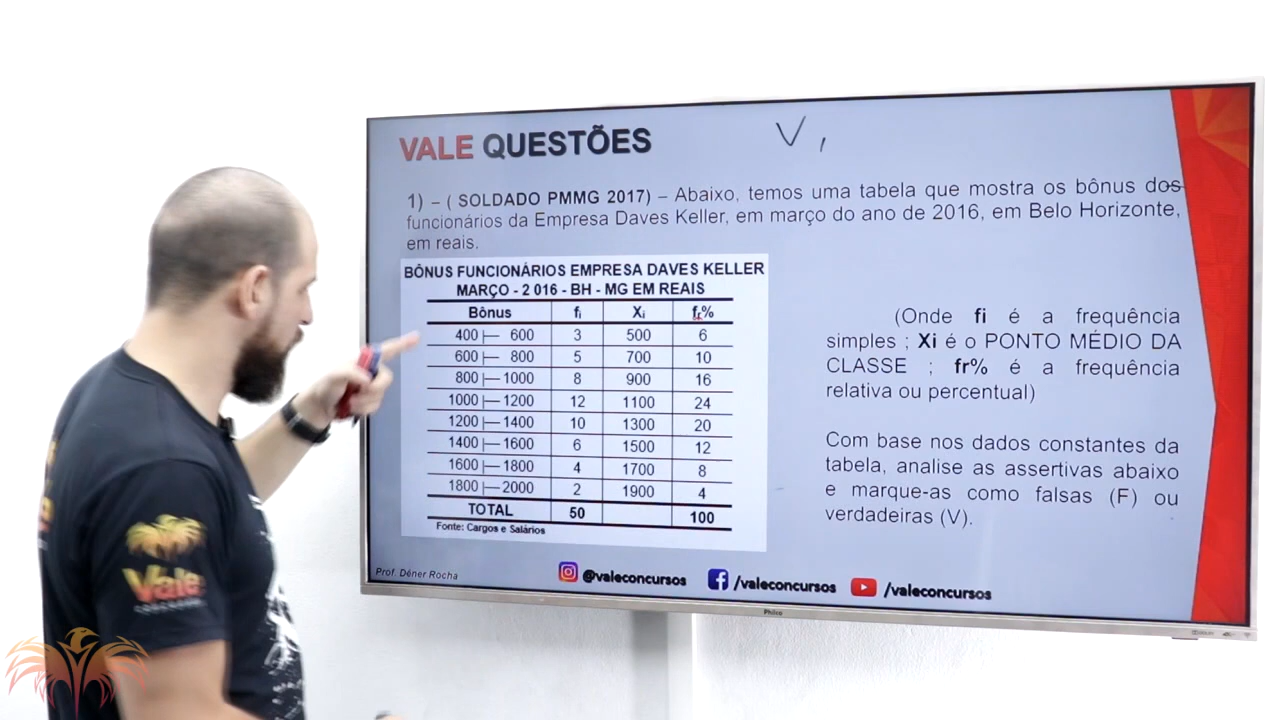 VALE QUESTÕES
V,
1) – ( SOLDADO PMMG 2017) – Abaixo, temos uma tabela que mostra os bônus dos
funcionários da Empresa Daves Keller, em março do ano de 2016, em Belo Horizonte,
em reais.
BÔNUS FUNCIONÁRIOS EMPRESA DAVES KELLER
MARÇO - 2 016 - BH - MG EM REAIS
Bônus fi Xi fr%
400 |— 600 3 500 6
600 |— 800 5 700 10
800 |— 1000 8 900 16
1000 |— 1200 12 1100 24
1200 |— 1400 10 1300 20
1400 |— 1600 6 1500 12
1600 |— 1800 4 1700 8
1800 |— 2000 2 1900 4
TOTAL 50 100
Fonte: Cargos e Salários
(Onde fi é a frequência
simples ; Xi é o PONTO MÉDIO DA
CLASSE ; fr% é a frequência
relativa ou percentual)
Com base nos dados constantes da
tabela, analise as assertivas abaixo
e marque-as como falsas (F) ou
verdadeiras (V).
Prof. Déner Rocha
@valeconcursos /valeconcursos /valeconcursos
Philco
Vale